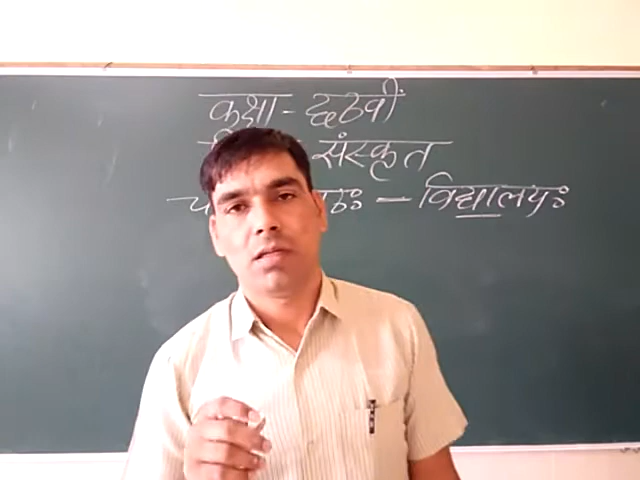 कक्षा - छठवीं
संस्कृत
पाठः - विद्यालयः